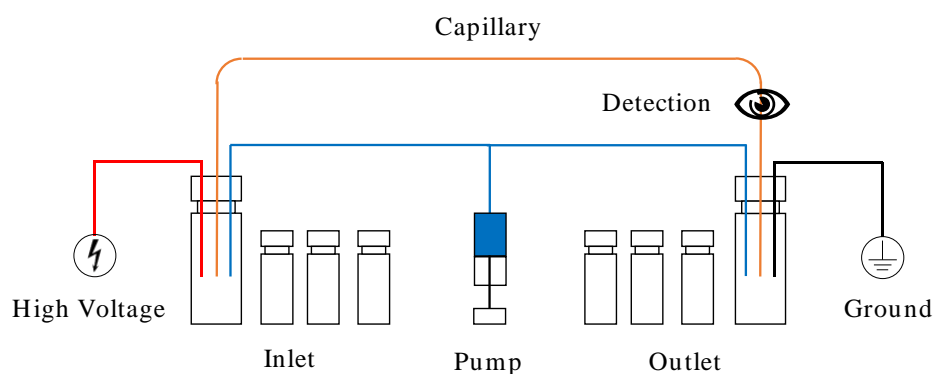 Capillary
Detection
High Voltage
Ground
Inlet
Pump
Outlet